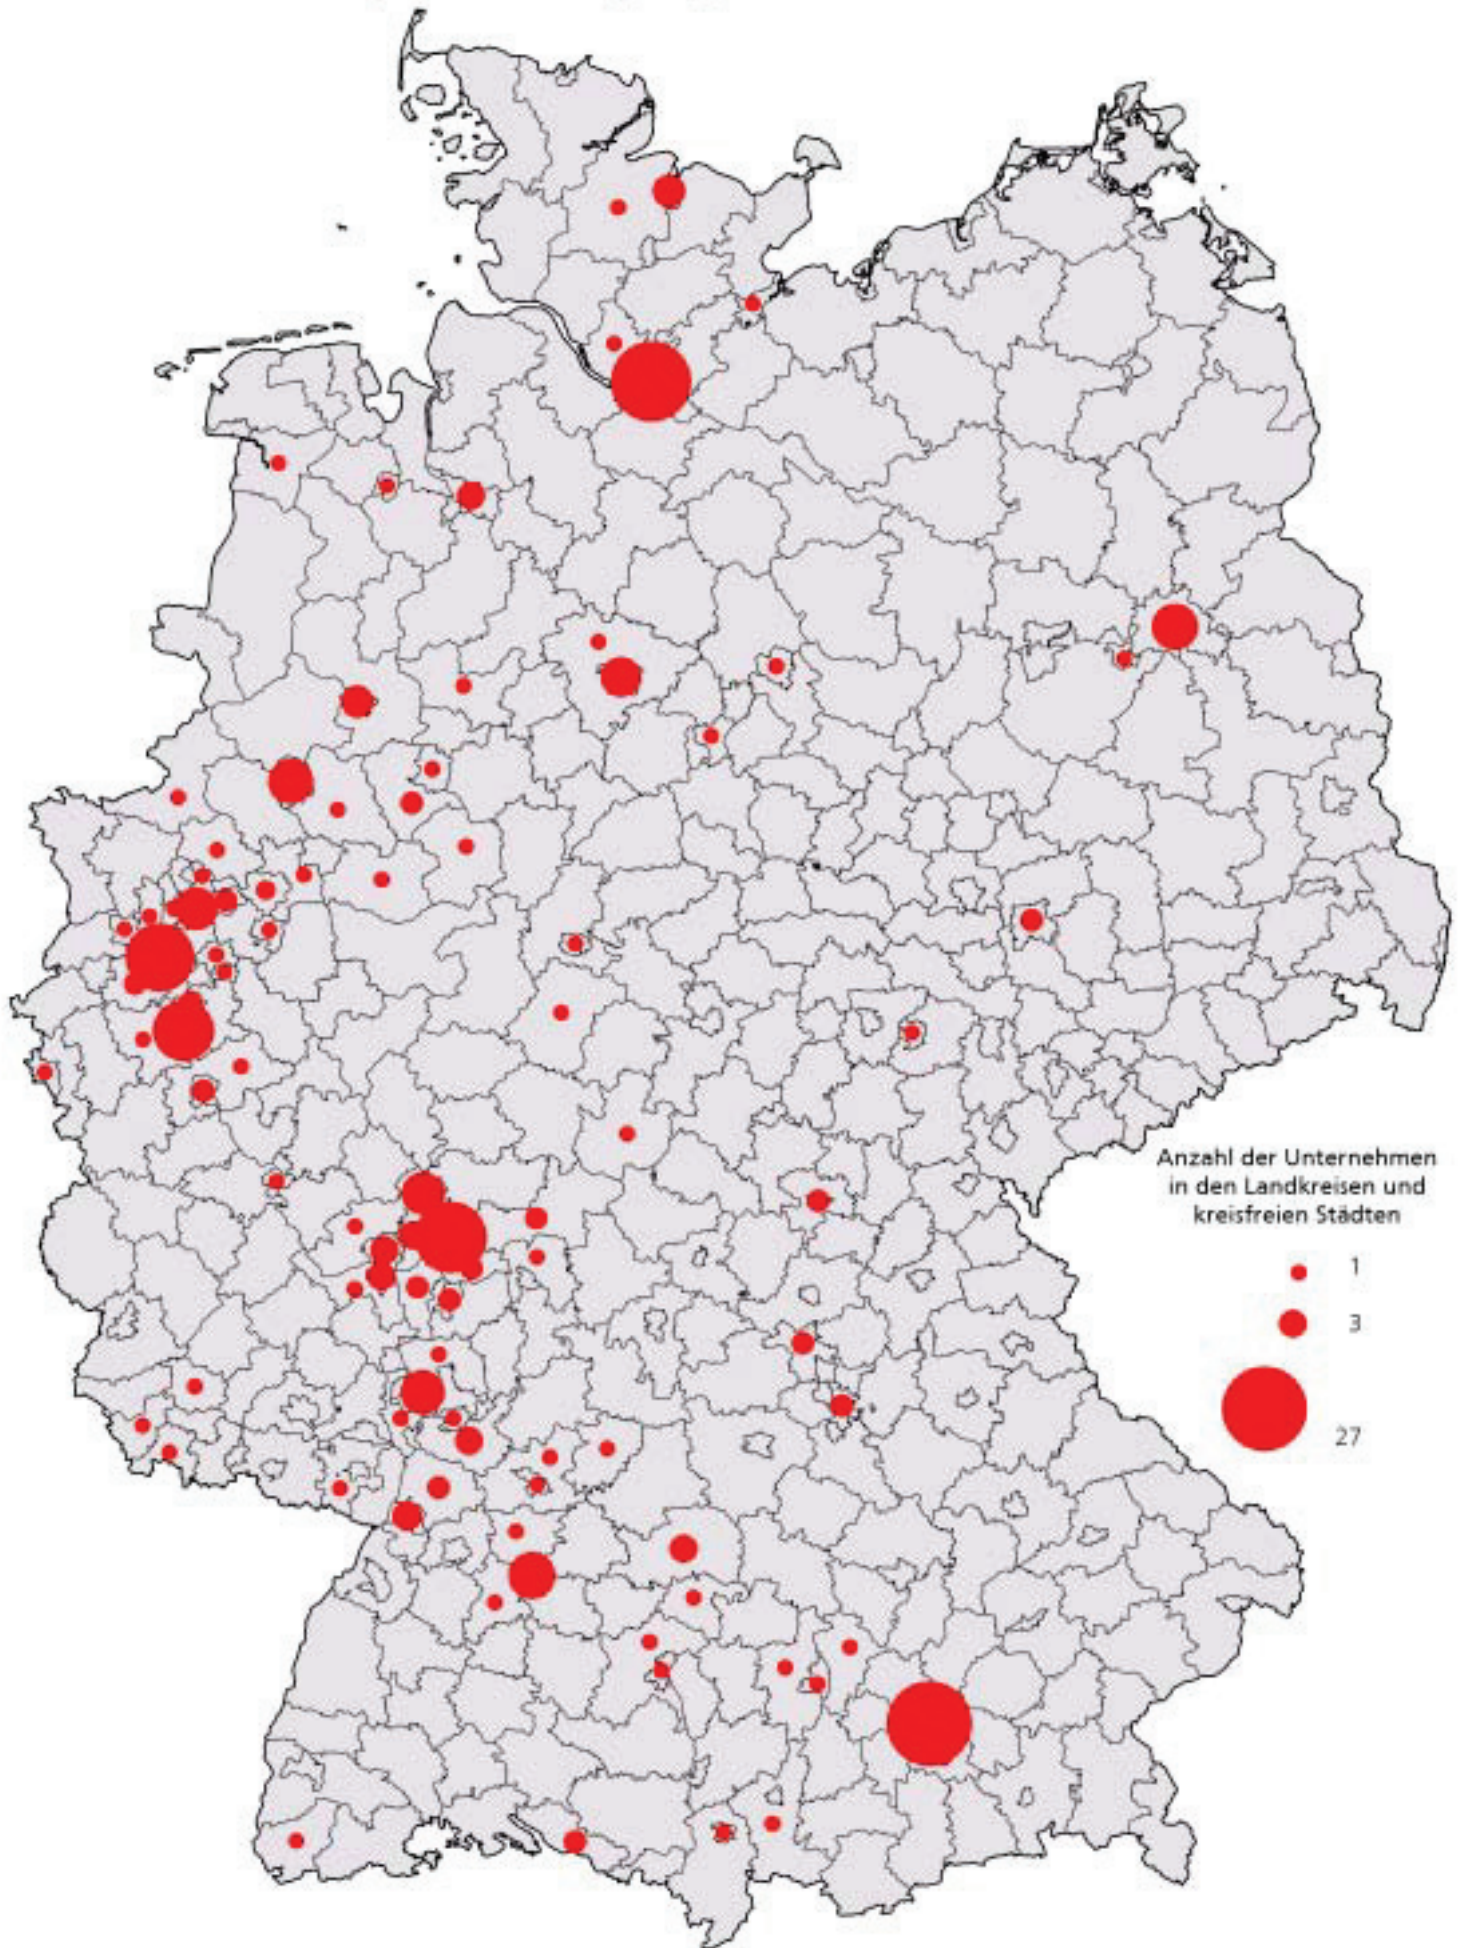 Anzahl der Unternehmen
in den Landkreisen und
kreisfreien Städten
1
3
27